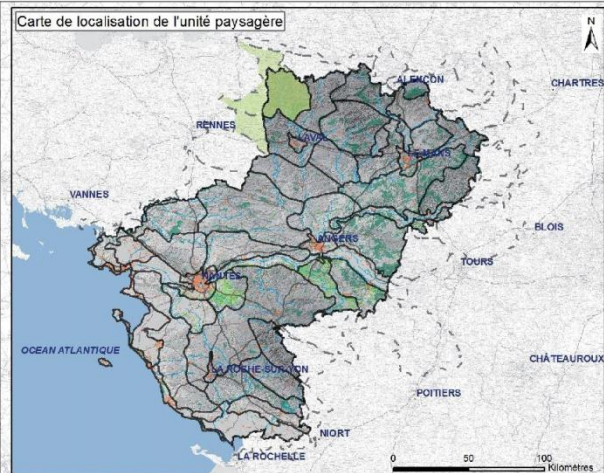 Carte de localisation de l'unité paysagère
N
ALENÇON
CHARTRES
RENNES
LAVAL
LE MANS
VANNES
BLOIS
ANGERS
TOURS
NANTES
OCEAN ATLANTIQUE
CHÂTEAUROUX
LA ROCHE-SUR-YON
POITIERS
NIORT
LA ROCHELLE
0 50 100
Kilomètres